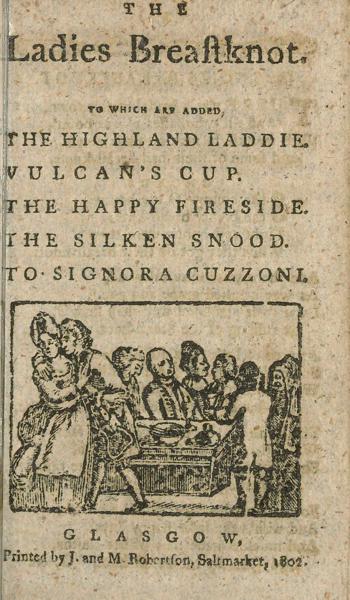 THE
Ladies Breaſtknot.
TO WHICH ARE ADDED,
THE HIGHLAND LADDIE.
VULCAN'S CUP.
THE HAPPY FIRESIDE.
THE SILKEN SNOOD.
TO SIGNORA CUZZONI.
GLASGOW,
Printed by J. and M. Robertſon, Saltmarket, 1802.